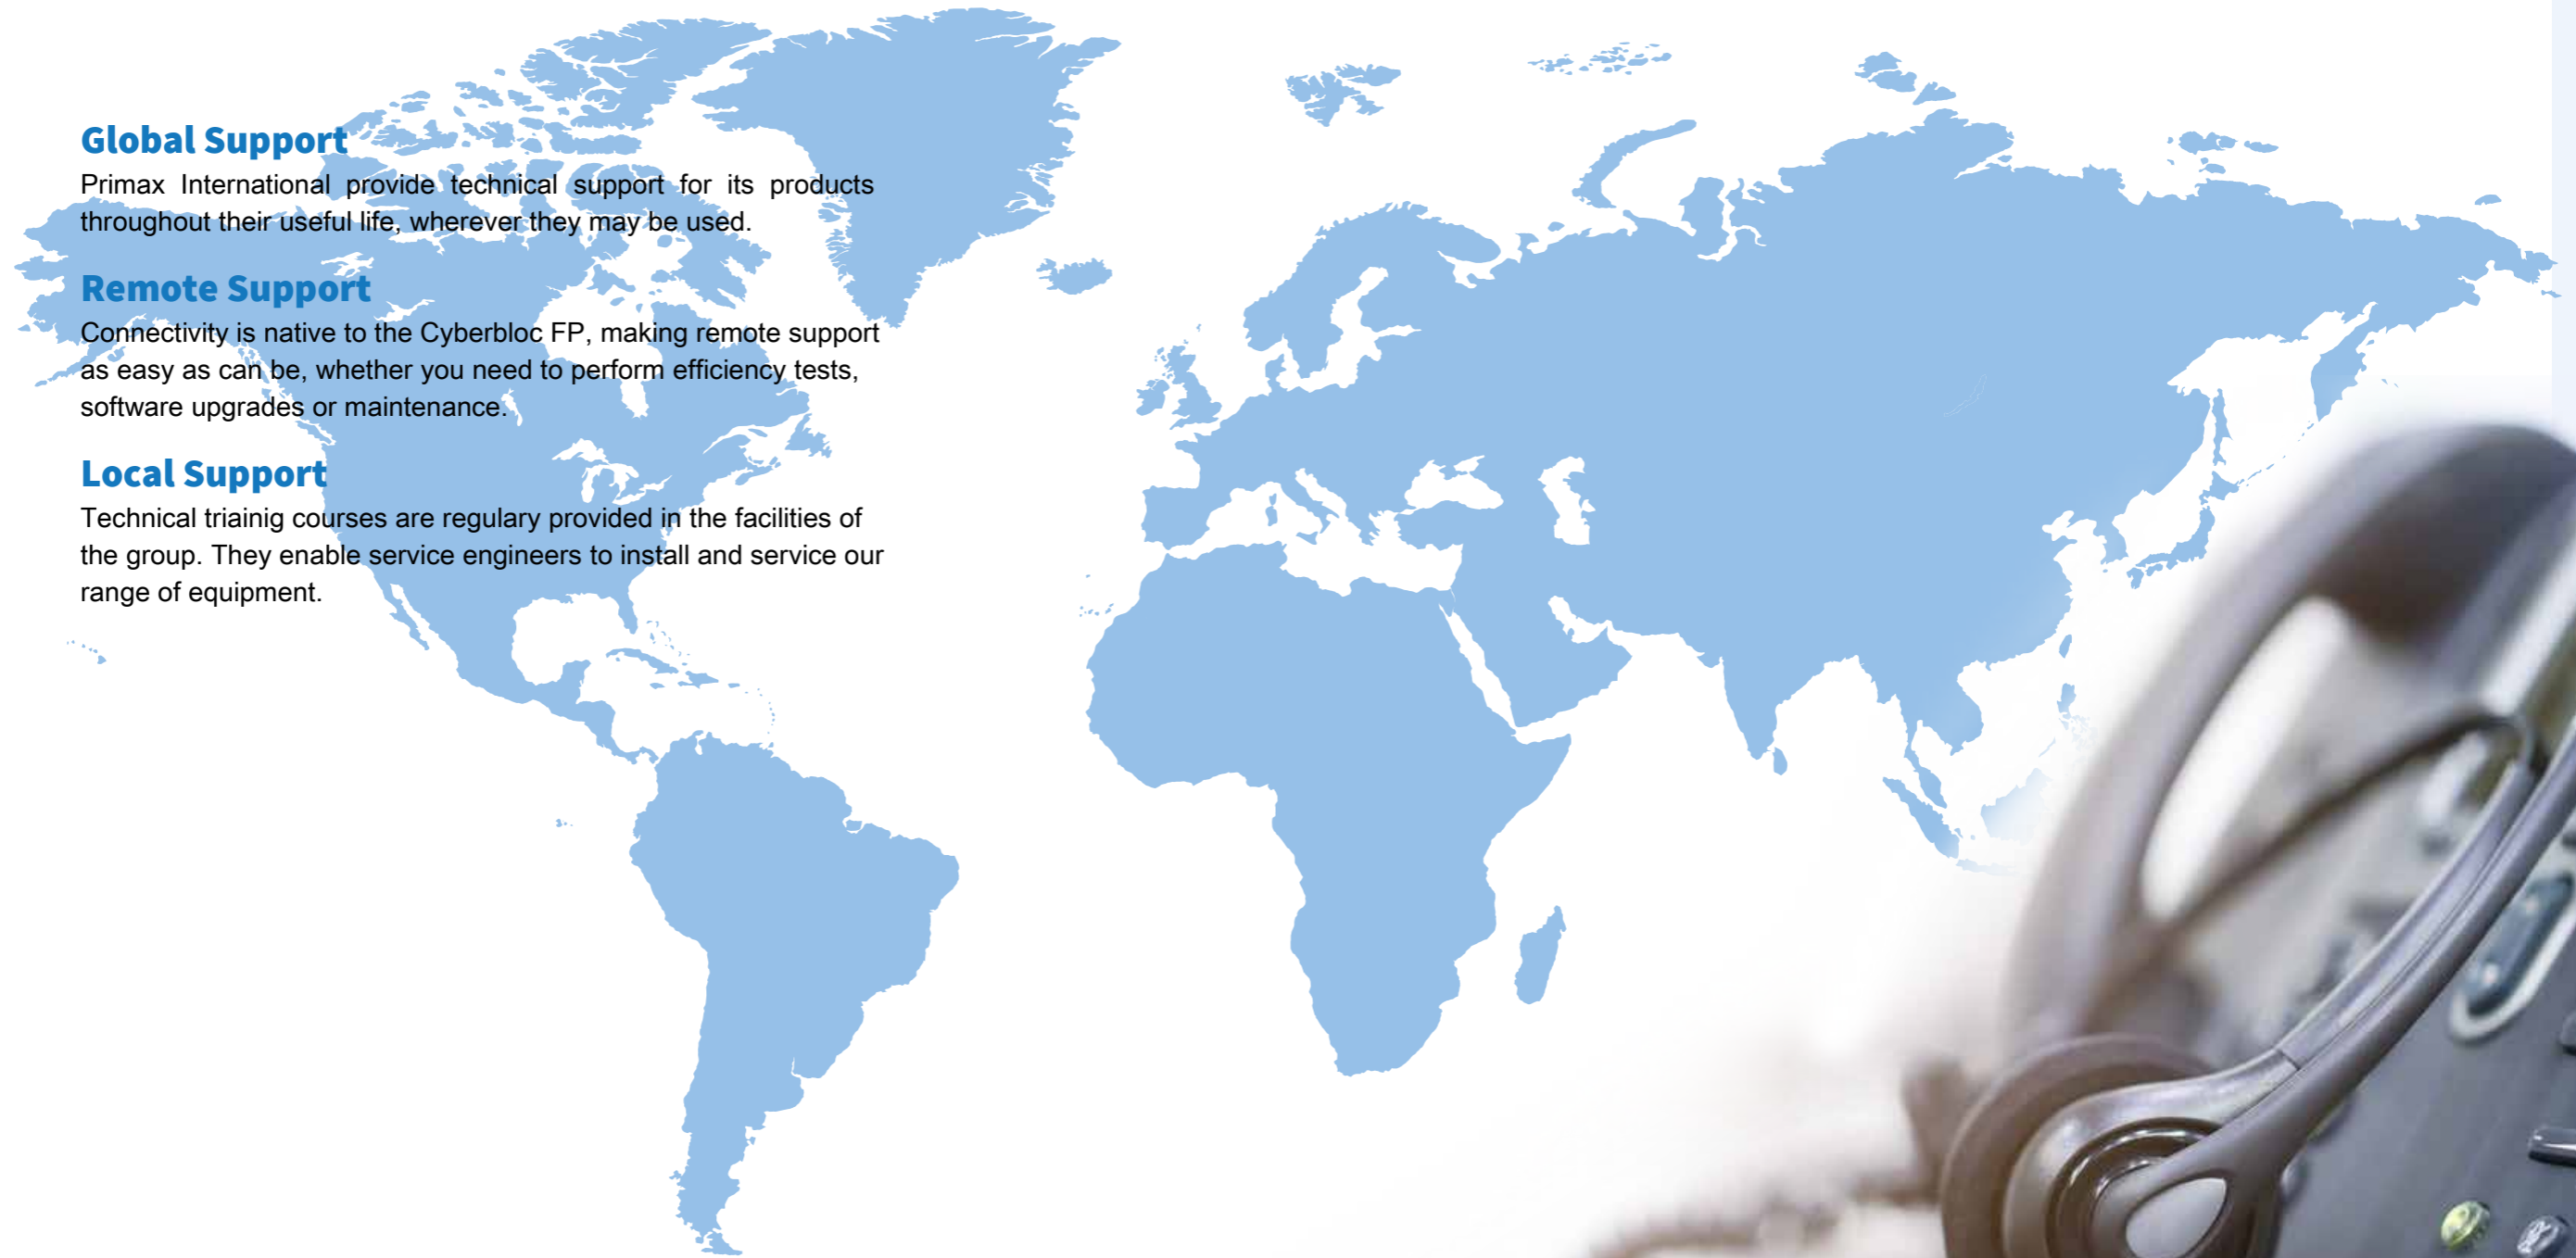 Global Support
Primax International provide technical support for its products
throughout their useful life, wherever they may be used.
Remote Support
Connectivity is native to the Cyberbloc FP, making remote support
as easy as can be, whether you need to perform efficiency tests,
software upgrades or maintenance.
Local Support
Technical triainig courses are regulary provided in the facilities of
the group. They enable service engineers to install and service our
range of equipment.